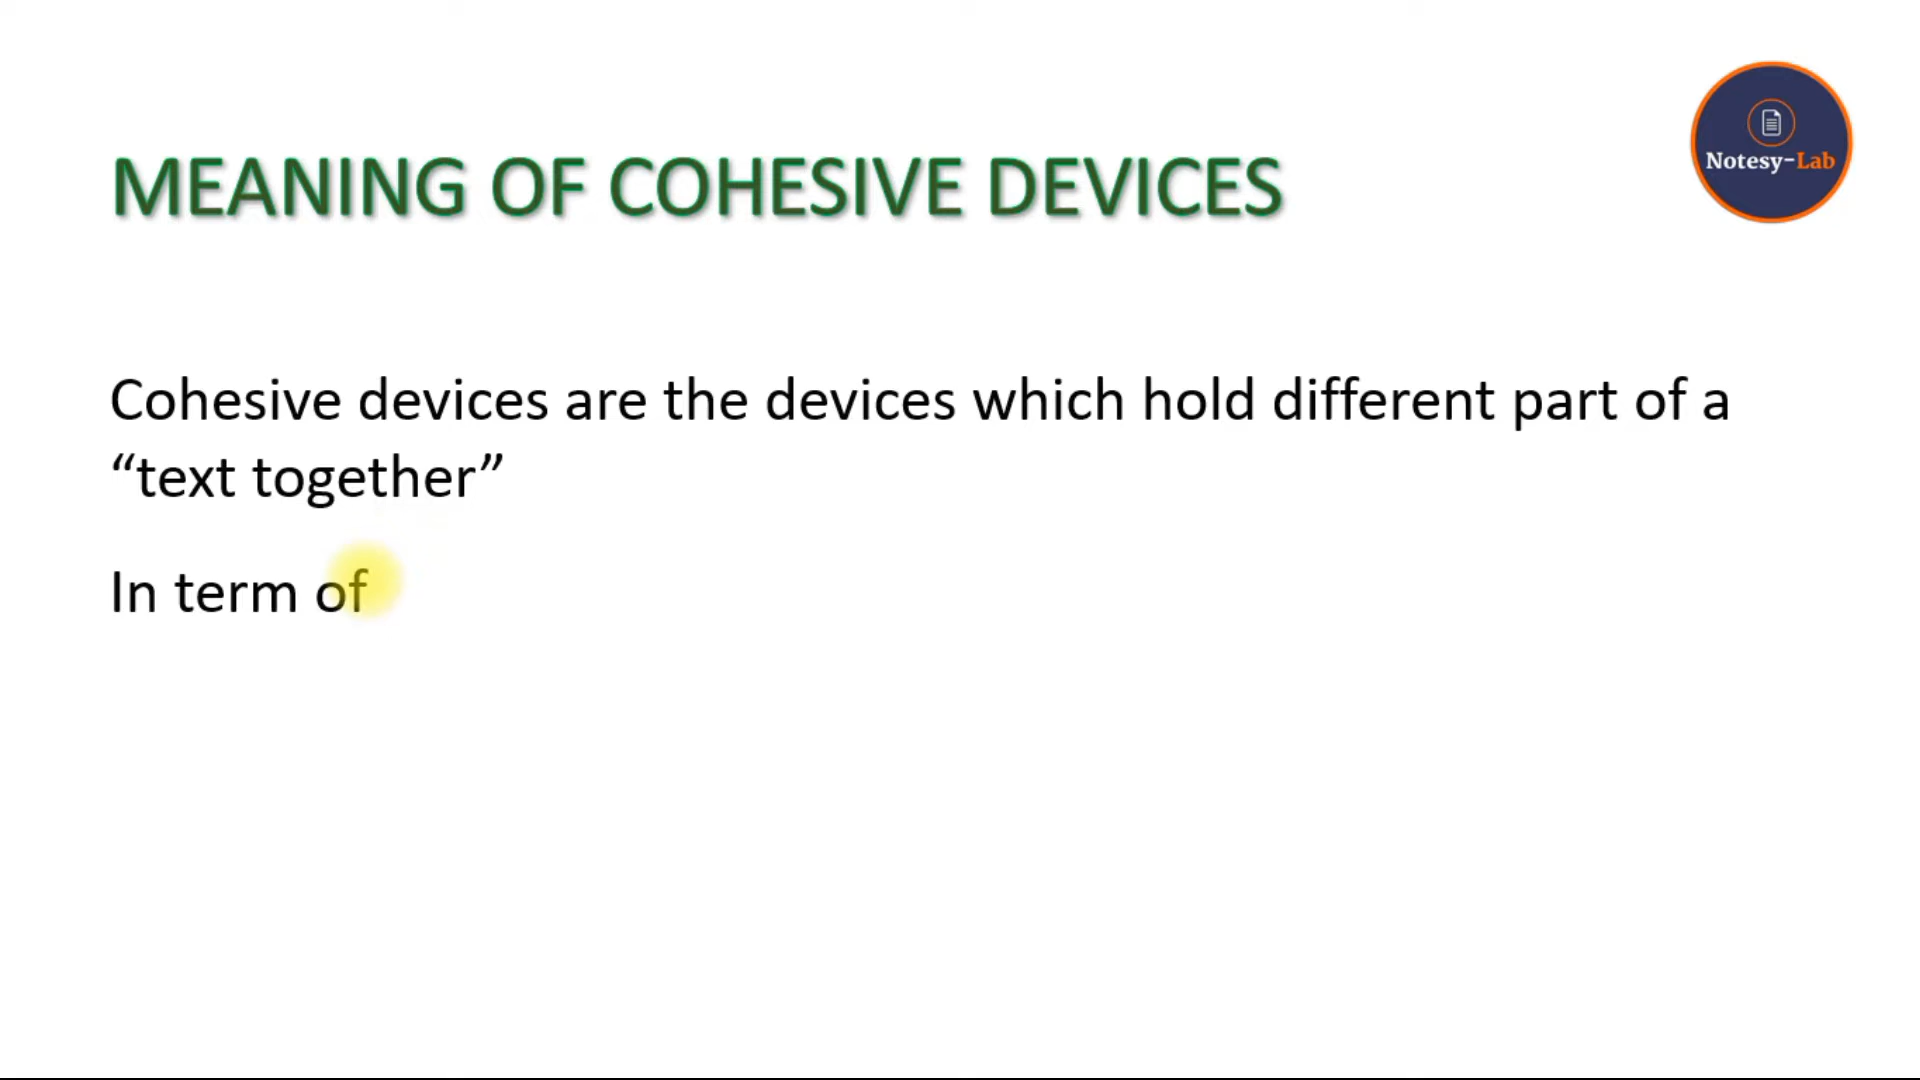 Notesy-Lab
MEANING OF COHESIVE DEVICES
Cohesive devices are the devices which hold different part of a
“text together”
In term of